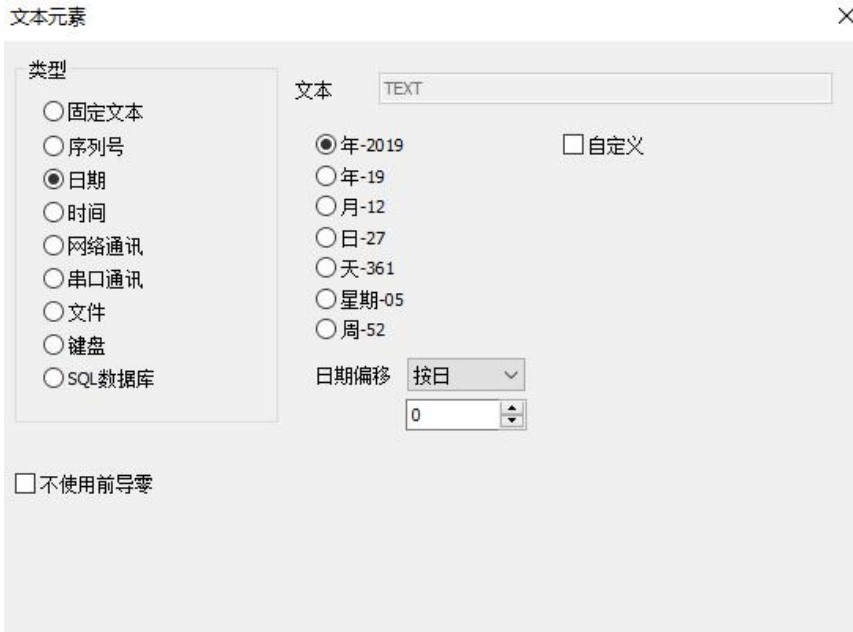 文本元素
类型
固定文本
序列号
日期
时间
网络通讯
串口通讯
文件
键盘
SQL数据库
文本 TEXT
年-2019
自定义
年-19
月-12
日-27
天-361
星期-05
周-52
日期偏移 按日
0
不使用前导零